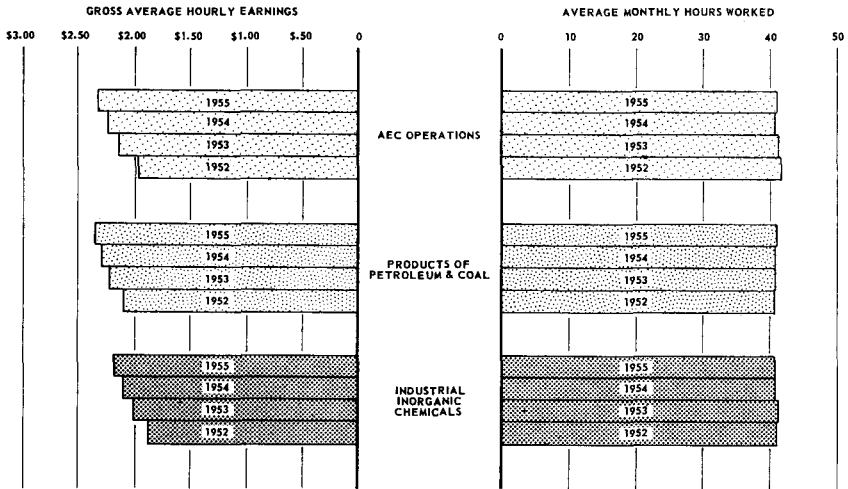 GROSS AVERAGE HOURLY EARNINGS
AVERAGE MONTHLY HOURS WORKED
$3.00 $2.50 $2.00 $1.50 $1.00 $.50 0
0 10 20 30 40 50
1955
1954
1953
1952
AEC OPERATIONS
1955
1954
1953
1952
1955
1954
1953
1952
PRODUCTS OF
PETROLEUM & COAL
1955
1954
1953
1952
1955
1954
1953
1952
INDUSTRIAL
INORGANIC
CHEMICALS
1955
1954
1953
1952